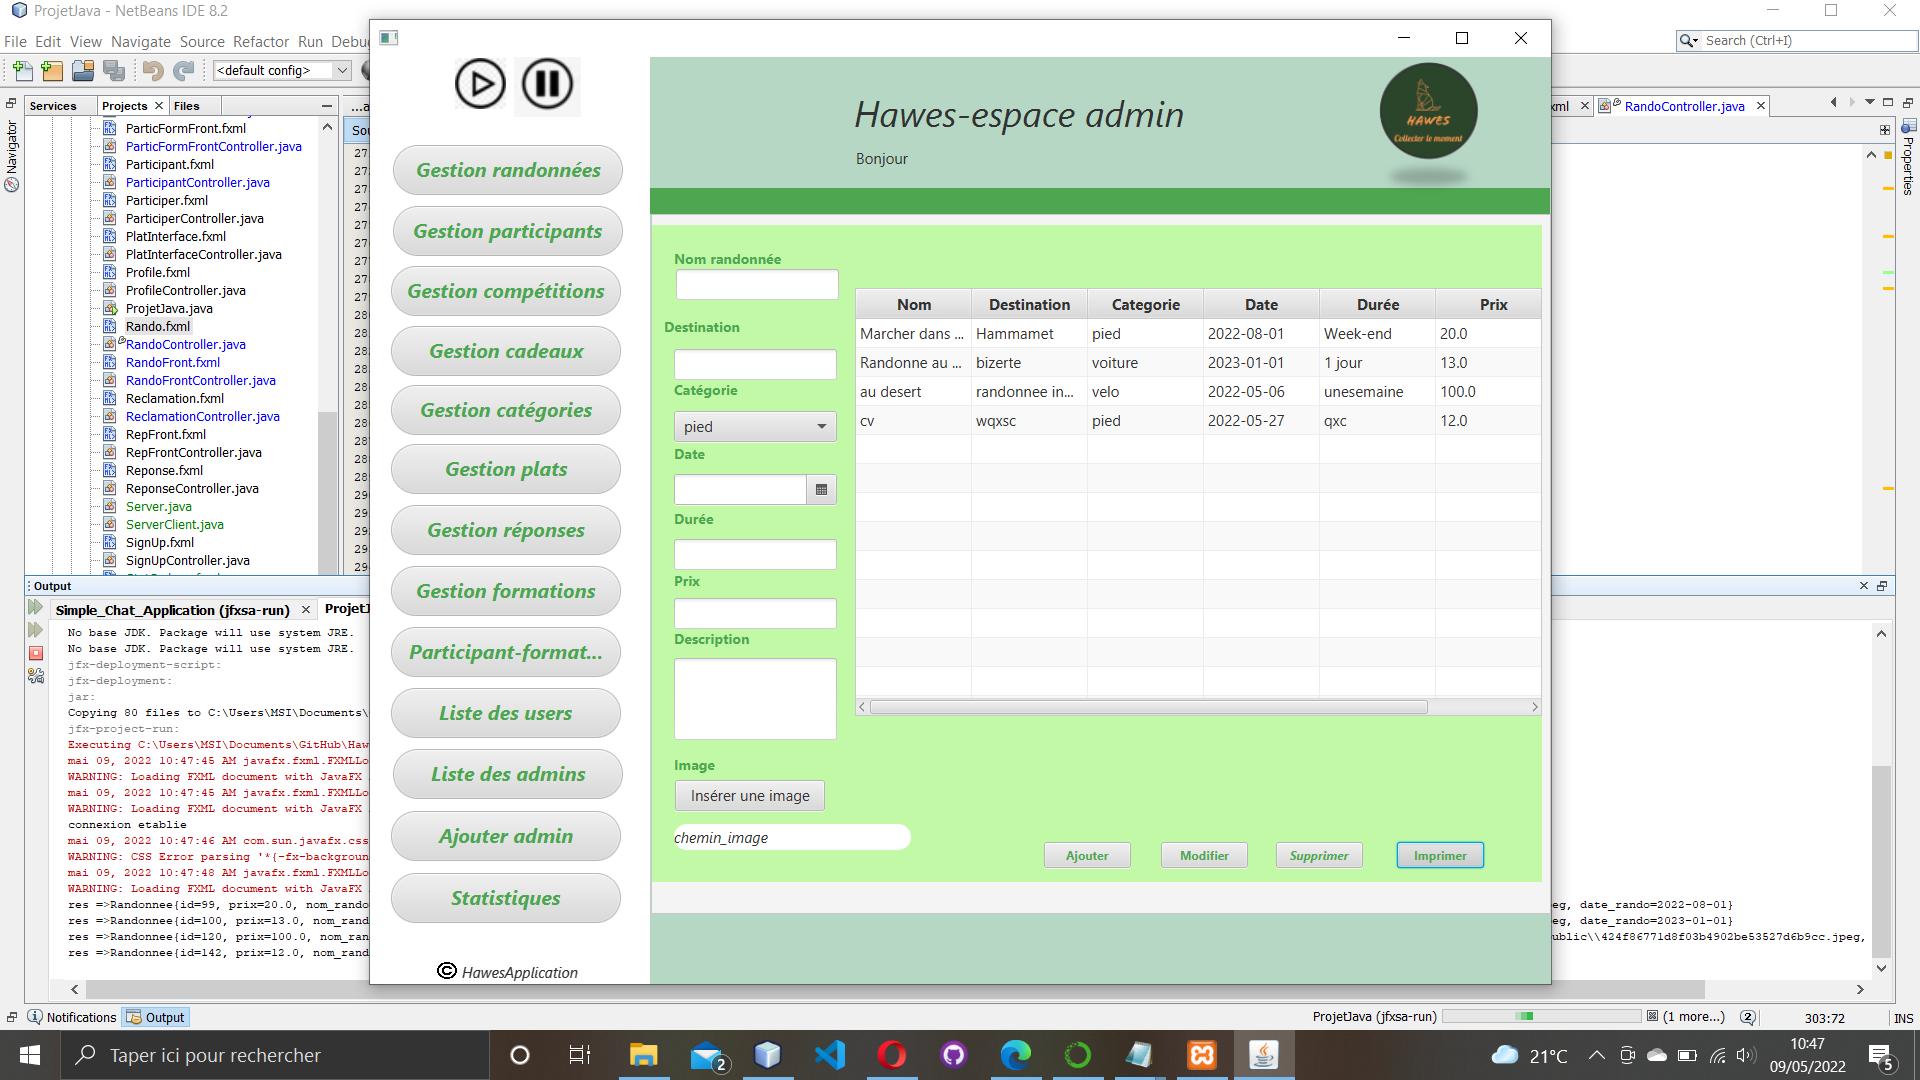 ProjetJava - NetBeans IDE 8.2
File Edit View Navigate Source Refactor Run Debu
Search (Ctrl+I)
<default config>
Services Projects Files
RandoController.java
Navigator
Properties
ParticFormFront.fxml
ParticFormFrontController.java
Participant.fxml
ParticipantController.java
Participer.fxml
ParticiperController.java
PlatInterface.fxml
PlatInterfaceController.java
Profile.fxml
ProfileController.java
ProjetJava.java
Rando.fxml
RandoController.java
RandoFront.fxml
RandoFrontController.java
Reclamation.fxml
ReclamationController.java
RepFront.fxml
RepFrontController.java
Reponse.fxml
ReponseController.java
Server.java
ServerClient.java
SignUp.fxml
SignUpController.java
Gestion randonnées
Gestion participants
Gestion compétitions
Gestion cadeaux
Gestion catégories
Gestion plats
Gestion réponses
Gestion formations
Participant-format...
Liste des users
Liste des admins
Ajouter admin
Statistiques
© HawesApplication
Hawes-espace admin
Bonjour
HAWES
Collecter le moment
Nom randonnée
Destination
Catégorie
pied
Date
Durée
Prix
Description
Image
Insérer une image
chemin_image
Nom Destination Categorie Date Durée Prix
Marcher dans ... Hammamet pied 2022-08-01 Week-end 20.0
Randonne au ... bizerte voiture 2023-01-01 1 jour 13.0
au desert randonnee in... velo 2022-05-06 unesemaine 100.0
cv wqxsc pied 2022-05-27 qxc 12.0
Ajouter Modifier Supprimer Imprimer
Output
Simple_Chat_Application (jfxsa-run) ProjetJ
No base JDK. Package will use system JRE.
No base JDK. Package will use system JRE.
jfx-deployment-script:
jfx-deployment:
jar:
Copying 80 files to C:\Users\MSI\Documents\
jfx-project-run:
Executing C:\Users\MSI\Documents\GitHub\Haw
mai 09, 2022 10:47:45 AM javafx.fxml.FXMLLo
WARNING: Loading FXML document with JavaFX
mai 09, 2022 10:47:45 AM javafx.fxml.FXMLLo
WARNING: Loading FXML document with JavaFX
connexion etablie
mai 09, 2022 10:47:46 AM com.sun.javafx.css
WARNING: CSS Error parsing '*{-fx-backgroun
mai 09, 2022 10:47:48 AM javafx.fxml.FXMLLo
WARNING: Loading FXML document with JavaFX
res =>Randonnee{id=99, prix=20.0, nom_rando eg, date_rando=2022-08-01}
res =>Randonnee{id=100, prix=13.0, nom_rand eg, date_rando=2023-01-01}
res =>Randonnee{id=120, prix=100.0, nom_ran ublic\\424f86771d8f03b4902be53527d6b9cc.jpeg,
res =>Randonnee{id=142, prix=12.0, nom_rand
Notifications Output
ProjetJava (jfxsa-run) (1 more...) 2 303:72 INS
Taper ici pour rechercher
2
21°C
10:47
09/05/2022
5